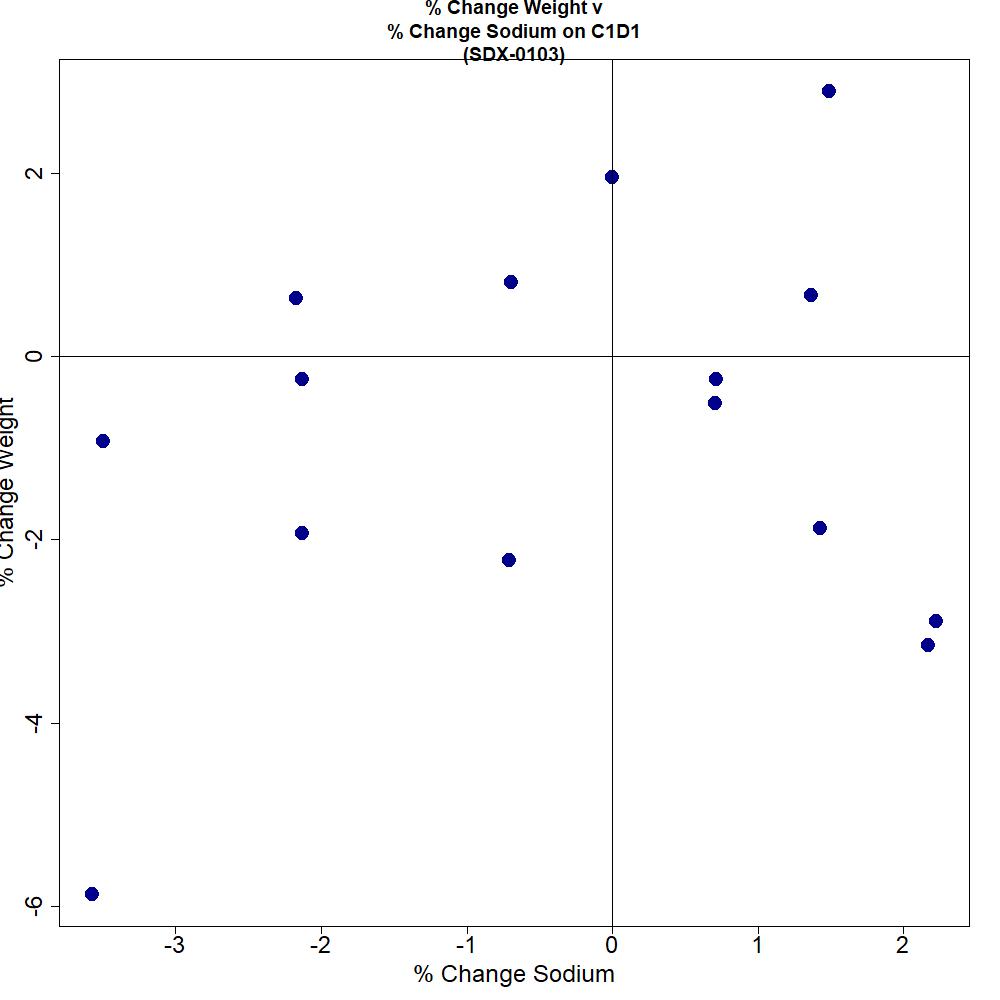 % Change Weight v
% Change Sodium on C1D1
(SDX-0103)
% Change Weight
2
0
-2
-4
-6
-3
-2
-1
0
1
2
% Change Sodium